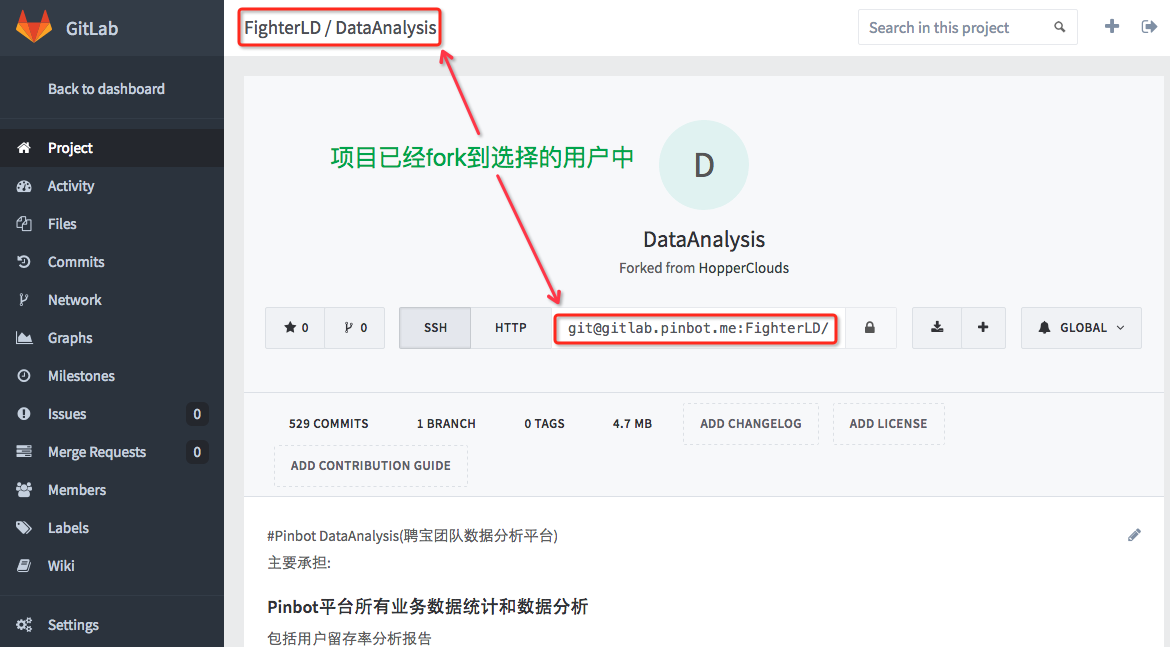 GitLab
FighterLD / DataAnalysis
Search in this project
Back to dashboard
Project
Activity
Files
Commits
Network
Graphs
Milestones
Issues 0
Merge Requests 0
Members
Labels
Wiki
Settings
项目已经fork到选择的用户中
D
DataAnalysis
Forked from HopperClouds
0 0 SSH HTTP git@gitlab.pinbot.me:FighterLD/ GLOBAL
529 COMMITS 1 BRANCH 0 TAGS 4.7 MB ADD CHANGELOG ADD LICENSE
ADD CONTRIBUTION GUIDE
#Pinbot DataAnalysis(聘宝团队数据分析平台)
主要承担:
Pinbot平台所有业务数据统计和数据分析
包括用户留存率分析报告